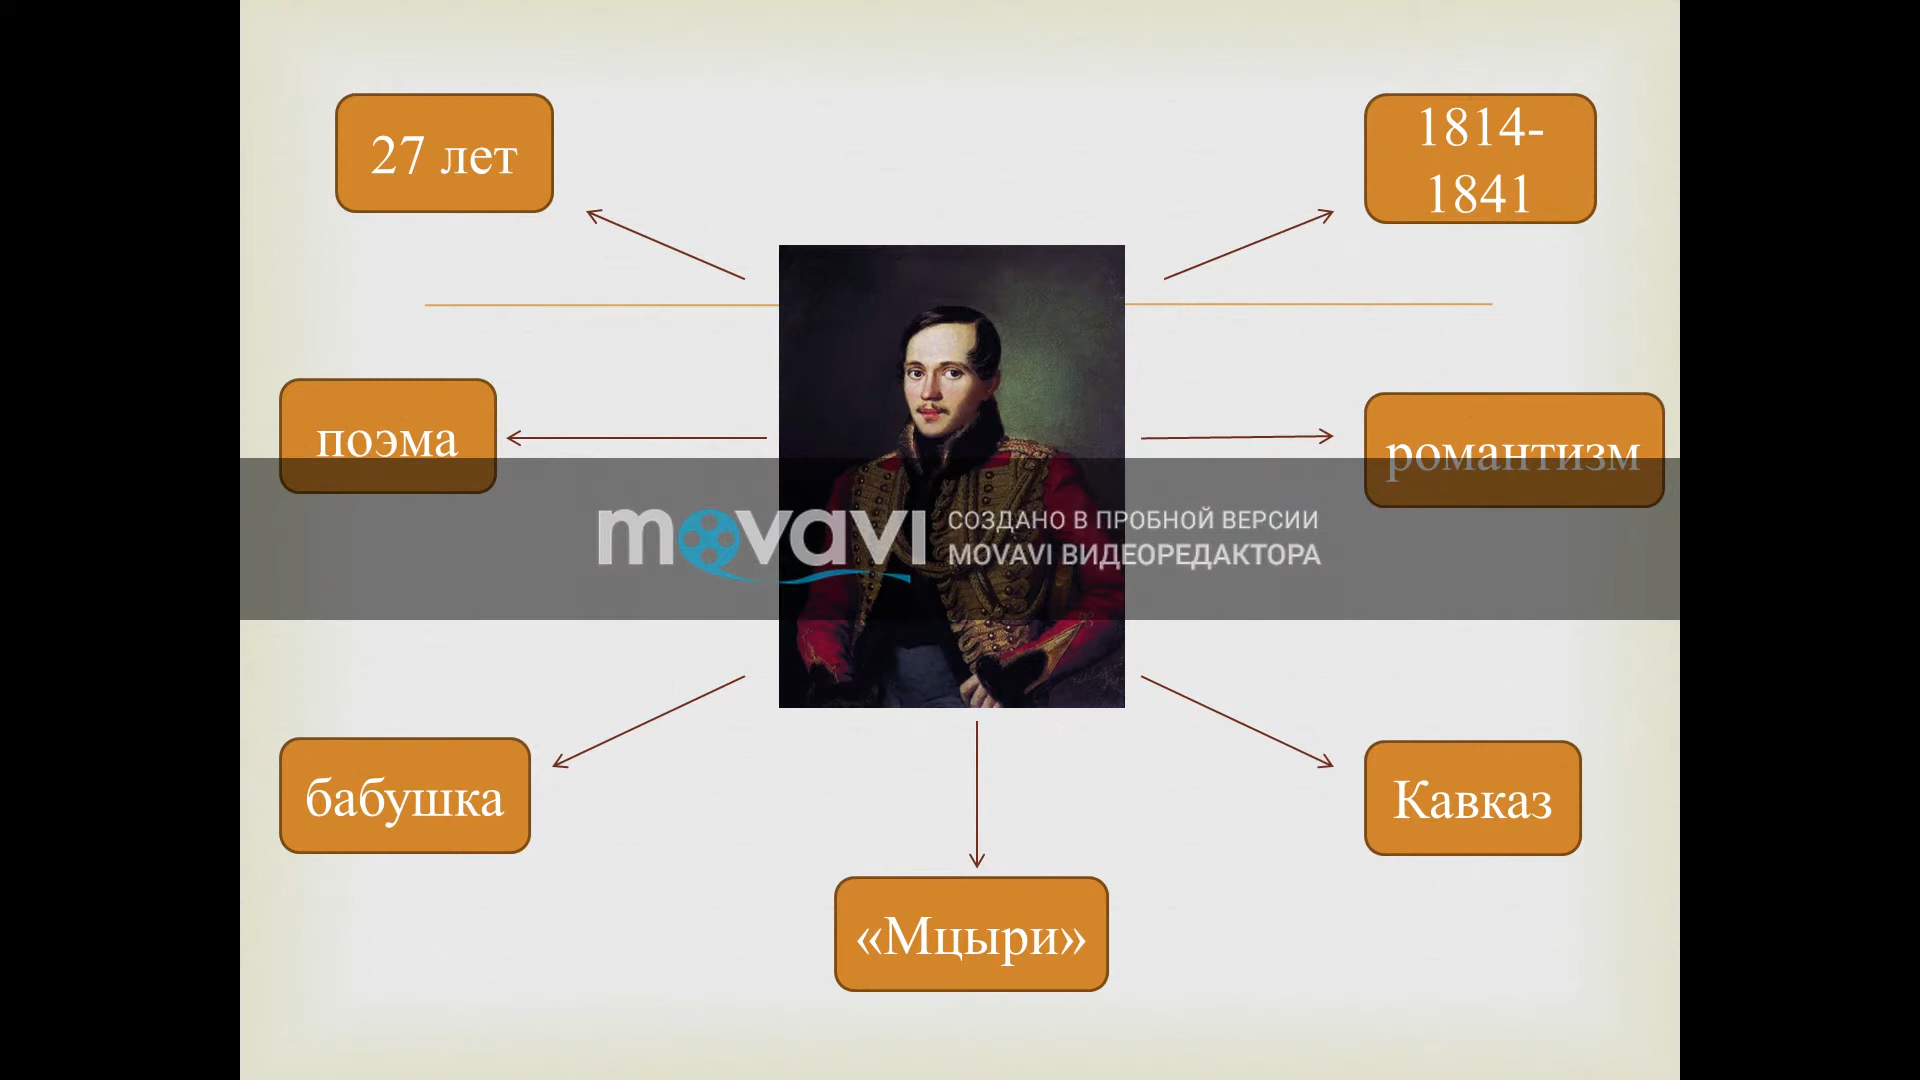 27 лет
1814-
1841
поэма
романтизм
movavi
СОЗДАНО В ПРОБНОЙ ВЕРСИИ
MOVAVI ВИДЕОРЕДАКТОРА
бабушка
Кавказ
«Мцыри»